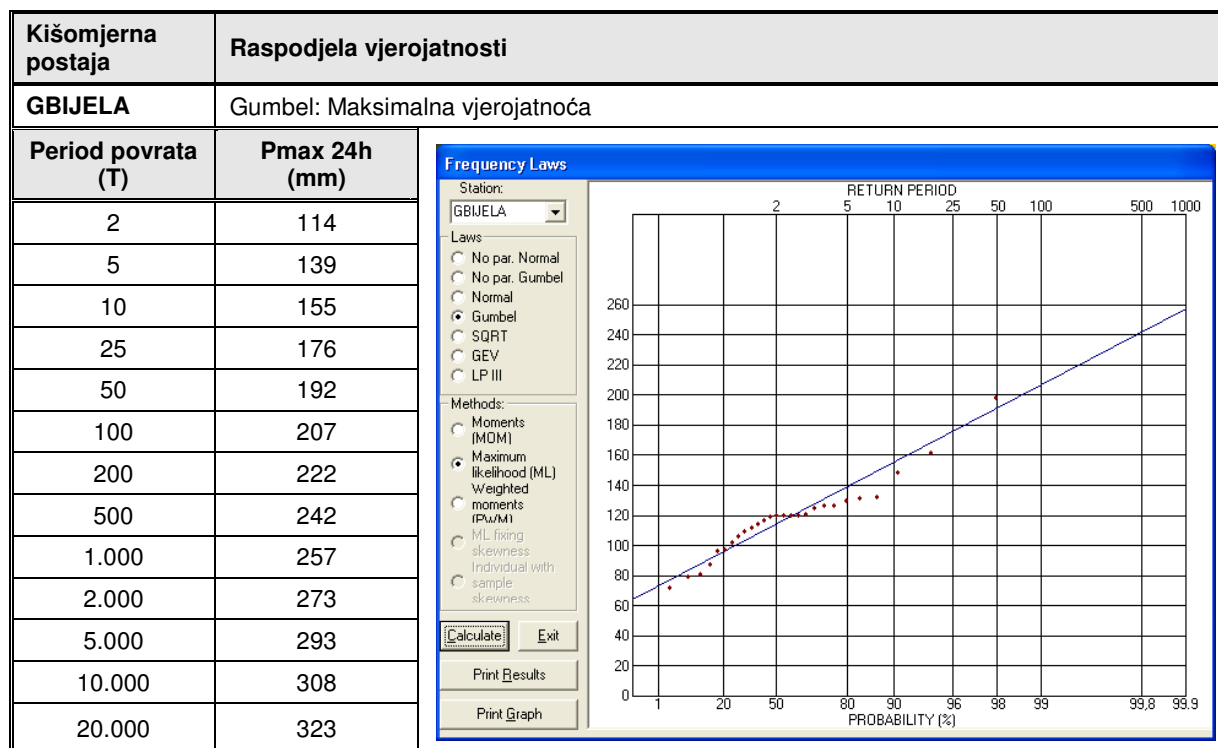 Kišomjerna
postaja
Raspodjela vjerojatnosti
GBIJELA
Gumbel: Maksimalna vjerojatnoća
Period povrata
(T)
Pmax 24h
(mm)
2 114
5 139
10 155
25 176
50 192
100 207
200 222
500 242
1.000 257
2.000 273
5.000 293
10.000 308
20.000 323
Frequency Laws
Station:
GBIJELA
Laws
No par. Normal
No par. Gumbel
Normal
Gumbel
SQRT
GEV
LP III
Methods:
Moments
(MOM)
Maximum
likelihood (ML)
Weighted
moments
(PWM)
ML fixing
skewness
Individual with
sample
skewness
Calculate
Exit
Print Results
Print Graph
RETURN PERIOD
2 5 10 25 50 100 500 1000
260
240
220
200
180
160
140
120
100
80
60
40
20
0
1 20 50 80 90 96 98 99 99,8 99.9
PROBABILITY (%)